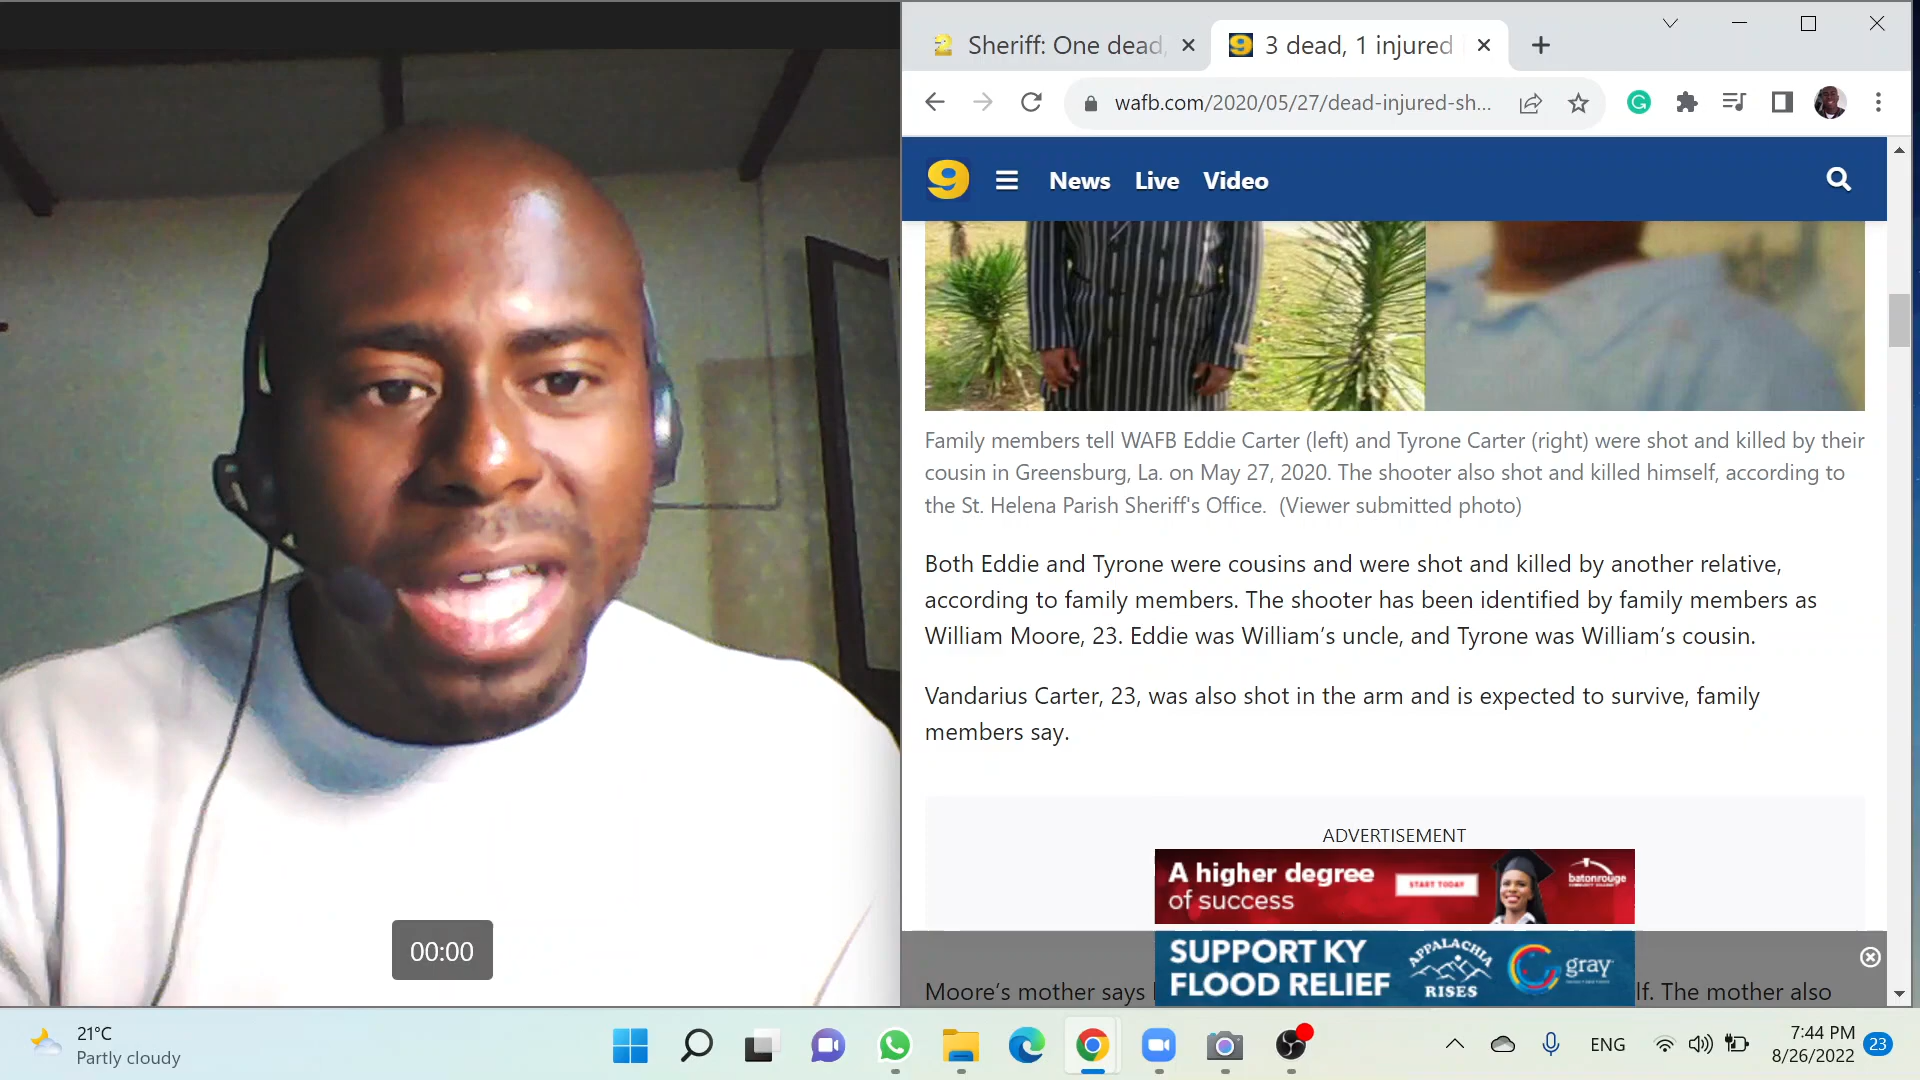 Sheriff: One dead,
3 dead, 1 injured
wafb.com/2020/05/27/dead-injured-sh...
9
News Live Video
Family members tell WAFB Eddie Carter (left) and Tyrone Carter (right) were shot and killed by their
cousin in Greensburg, La. on May 27, 2020. The shooter also shot and killed himself, according to
the St. Helena Parish Sheriff's Office. (Viewer submitted photo)
Both Eddie and Tyrone were cousins and were shot and killed by another relative,
according to family members. The shooter has been identified by family members as
William Moore, 23. Eddie was William’s uncle, and Tyrone was William’s cousin.
Vandarius Carter, 23, was also shot in the arm and is expected to survive, family
members say.
ADVERTISEMENT
A higher degree
of success
START TODAY
batonrouge
SUPPORT KY
FLOOD RELIEF
APPALACHIA
RISES
gray
Moore’s mother says
lf. The mother also
00:00
21°C
Partly cloudy
ENG
7:44 PM
8/26/2022
23